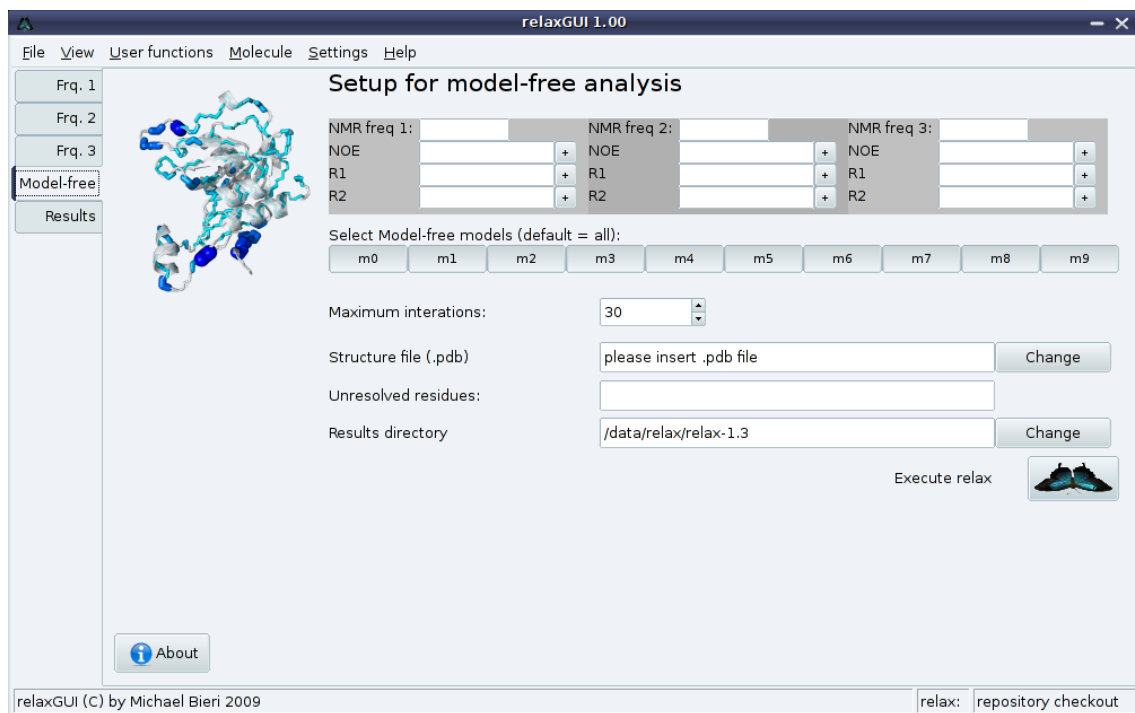 relaxGUI 1.00
File View User functions Molecule Settings Help
Frq. 1
Frq. 2
Frq. 3
Model-free
Results
Setup for model-free analysis
NMR freq 1: NMR freq 2: NMR freq 3:
NOE + NOE + NOE +
R1 + R1 + R1 +
R2 + R2 + R2 +
Select Model-free models (default = all):
m0 m1 m2 m3 m4 m5 m6 m7 m8 m9
Maximum interations: 30
Structure file (.pdb) please insert .pdb file Change
Unresolved residues:
Results directory /data/relax/relax-1.3 Change
Execute relax
About
relaxGUI (C) by Michael Bieri 2009 relax: repository checkout